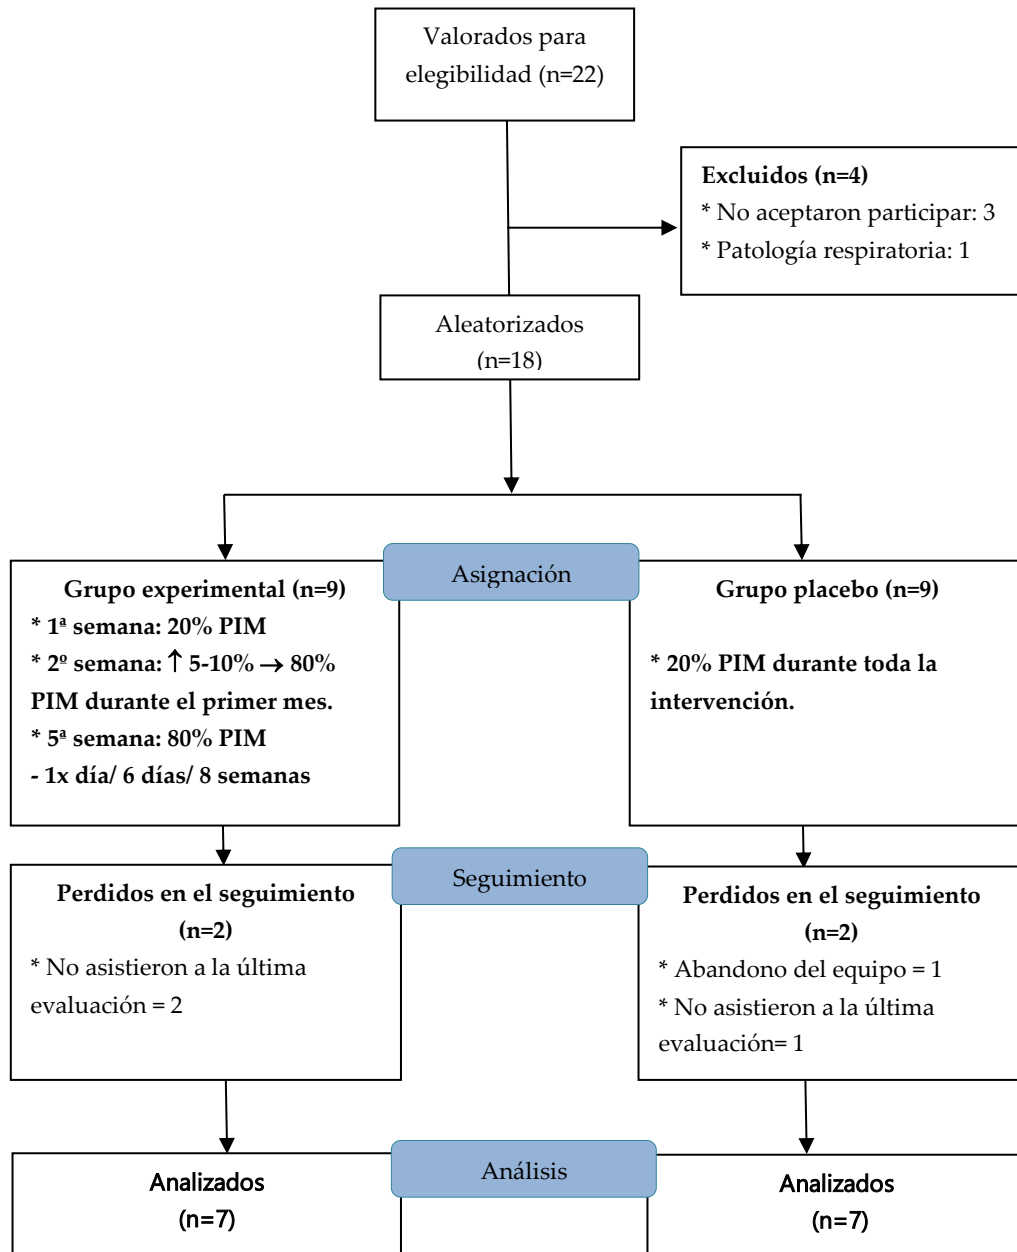 Valorados para
elegibilidad (n=22)
Excluidos (n=4)
* No aceptaron participar: 3
* Patología respiratoria: 1
Aleatorizados
(n=18)
Asignación
Grupo experimental (n=9)
* 1ª semana: 20% PIM
* 2º semana: ↑ 5-10% → 80%
PIM durante el primer mes.
* 5ª semana: 80% PIM
- 1x día/ 6 días/ 8 semanas
Grupo placebo (n=9)
* 20% PIM durante toda la
intervención.
Seguimiento
Perdidos en el seguimiento
(n=2)
* No asistieron a la última
evaluación = 2
Perdidos en el seguimiento
(n=2)
* Abandono del equipo = 1
* No asistieron a la última
evaluación= 1
Análisis
Analizados
(n=7)
Analizados
(n=7)